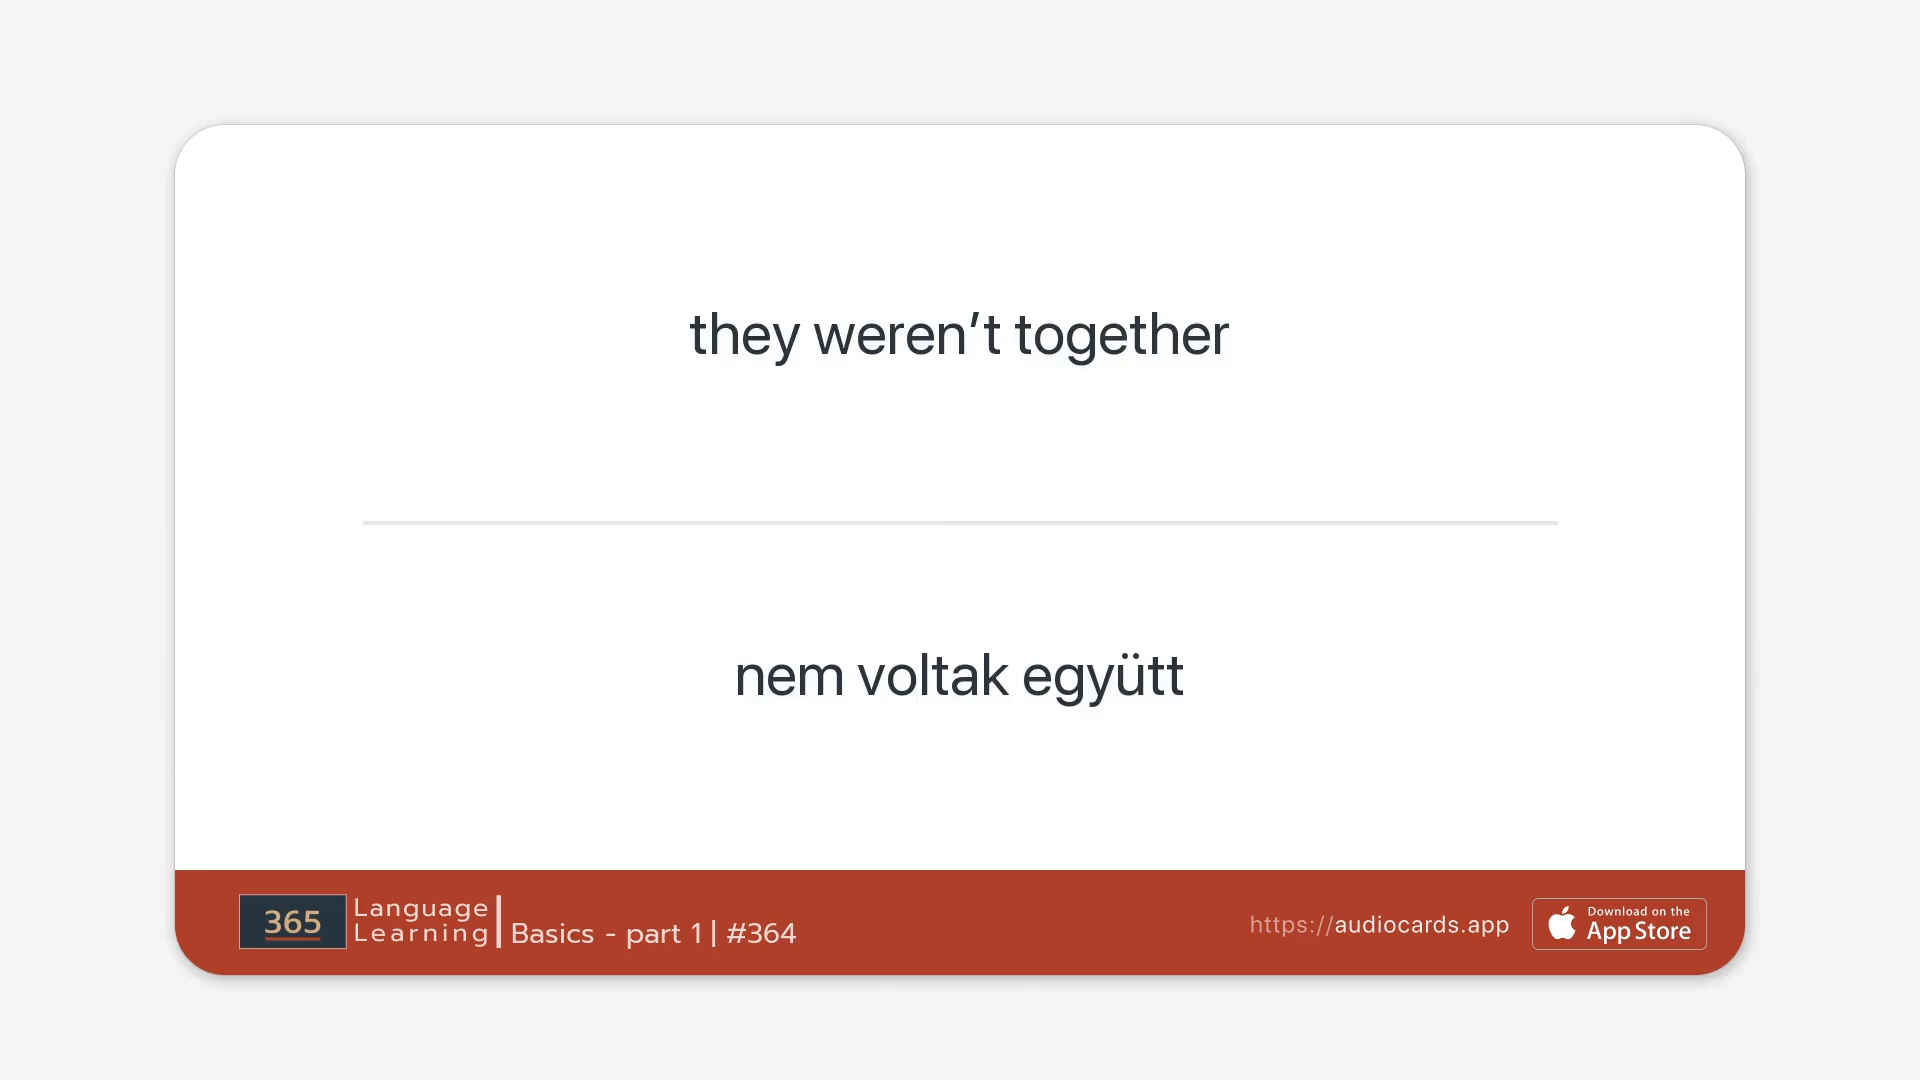 they weren’t together
nem voltak együtt
365
Language
Learning
Basics - part 1 | #364
https://audiocards.app
Download on the
App Store